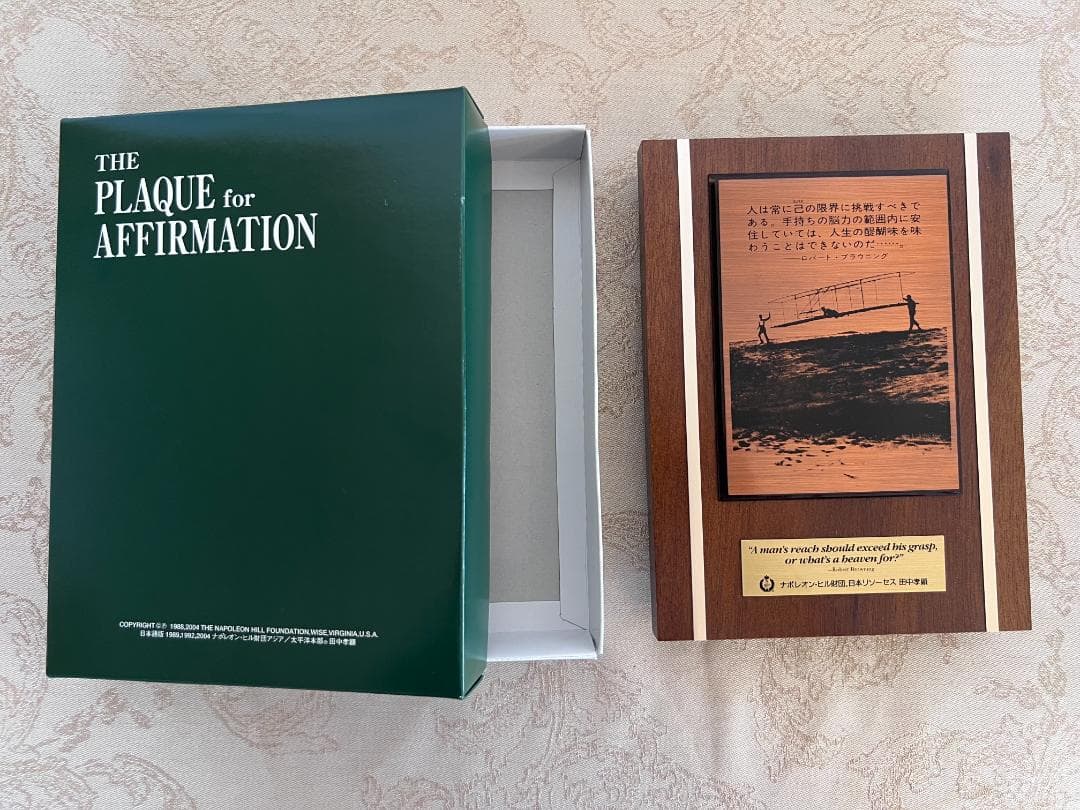 THE
PLAQUE for
AFFIRMATION
COPYRIGHT ©℗ 1988,2004 THE NAPOLEON HILL FOUNDATION,WISE,VIRGINIA,U.S.A.
日本語版 1989,1992,2004 ナポレオン・ヒル財団アジア/太平洋本部® 田中孝顕
人は常に己の限界に挑戦すべきで
ある。手持ちの脳力の範囲内に安
住していては、人生の醍醐味を味
わうことはできないのだ……。
──ロバート・ブラウニング
"A man's reach should exceed his grasp,
or what's a heaven for?"
—Robert Browning
ナポレオン・ヒル財団,日本リソーセス 田中孝顕